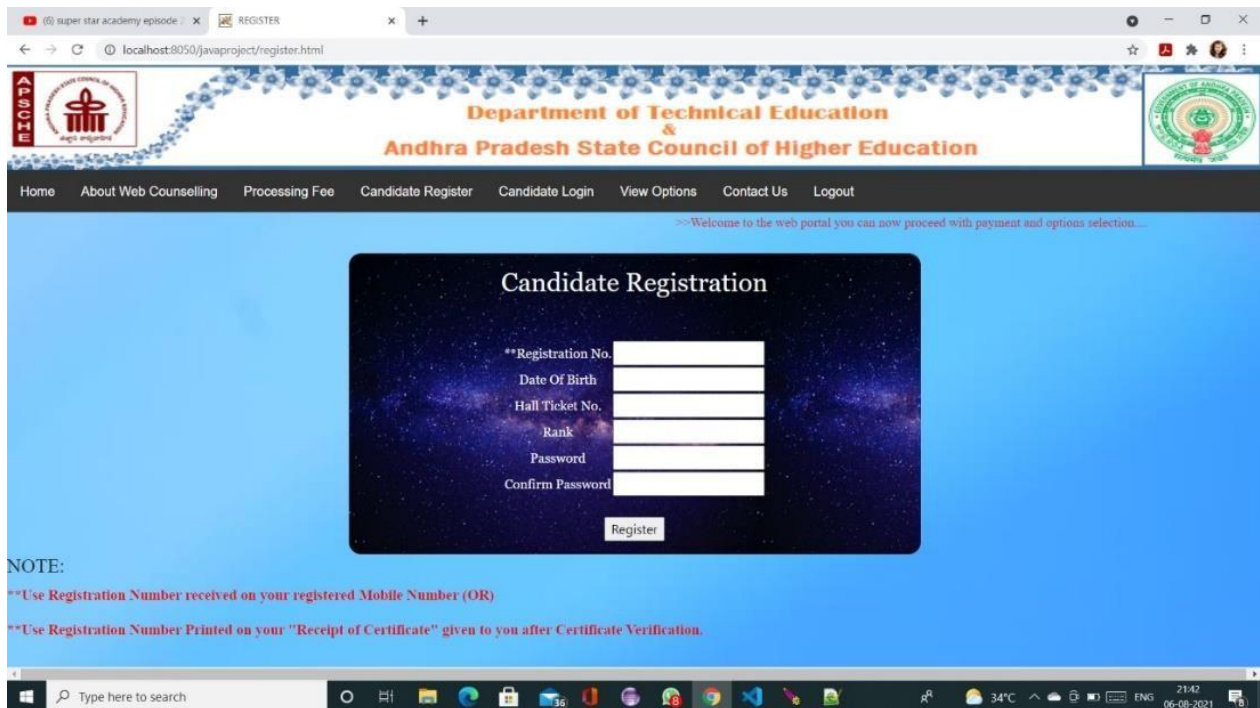 (6) super star academy episode
REGISTER
localhost:8050/javaproject/register.html
APSCHE
Department of Technical Education
&
Andhra Pradesh State Council of Higher Education
Home About Web Counselling Processing Fee Candidate Register Candidate Login View Options Contact Us Logout
>>Welcome to the web portal you can now proceed with payment and options selection....
Candidate Registration
**Registration No.
Date Of Birth
Hall Ticket No.
Rank
Password
Confirm Password
Register
NOTE:
**Use Registration Number received on your registered Mobile Number (OR)
**Use Registration Number Printed on your "Receipt of Certificate" given to you after Certificate Verification.
Type here to search
36
8
34°C
ENG
21:42
06-08-2021